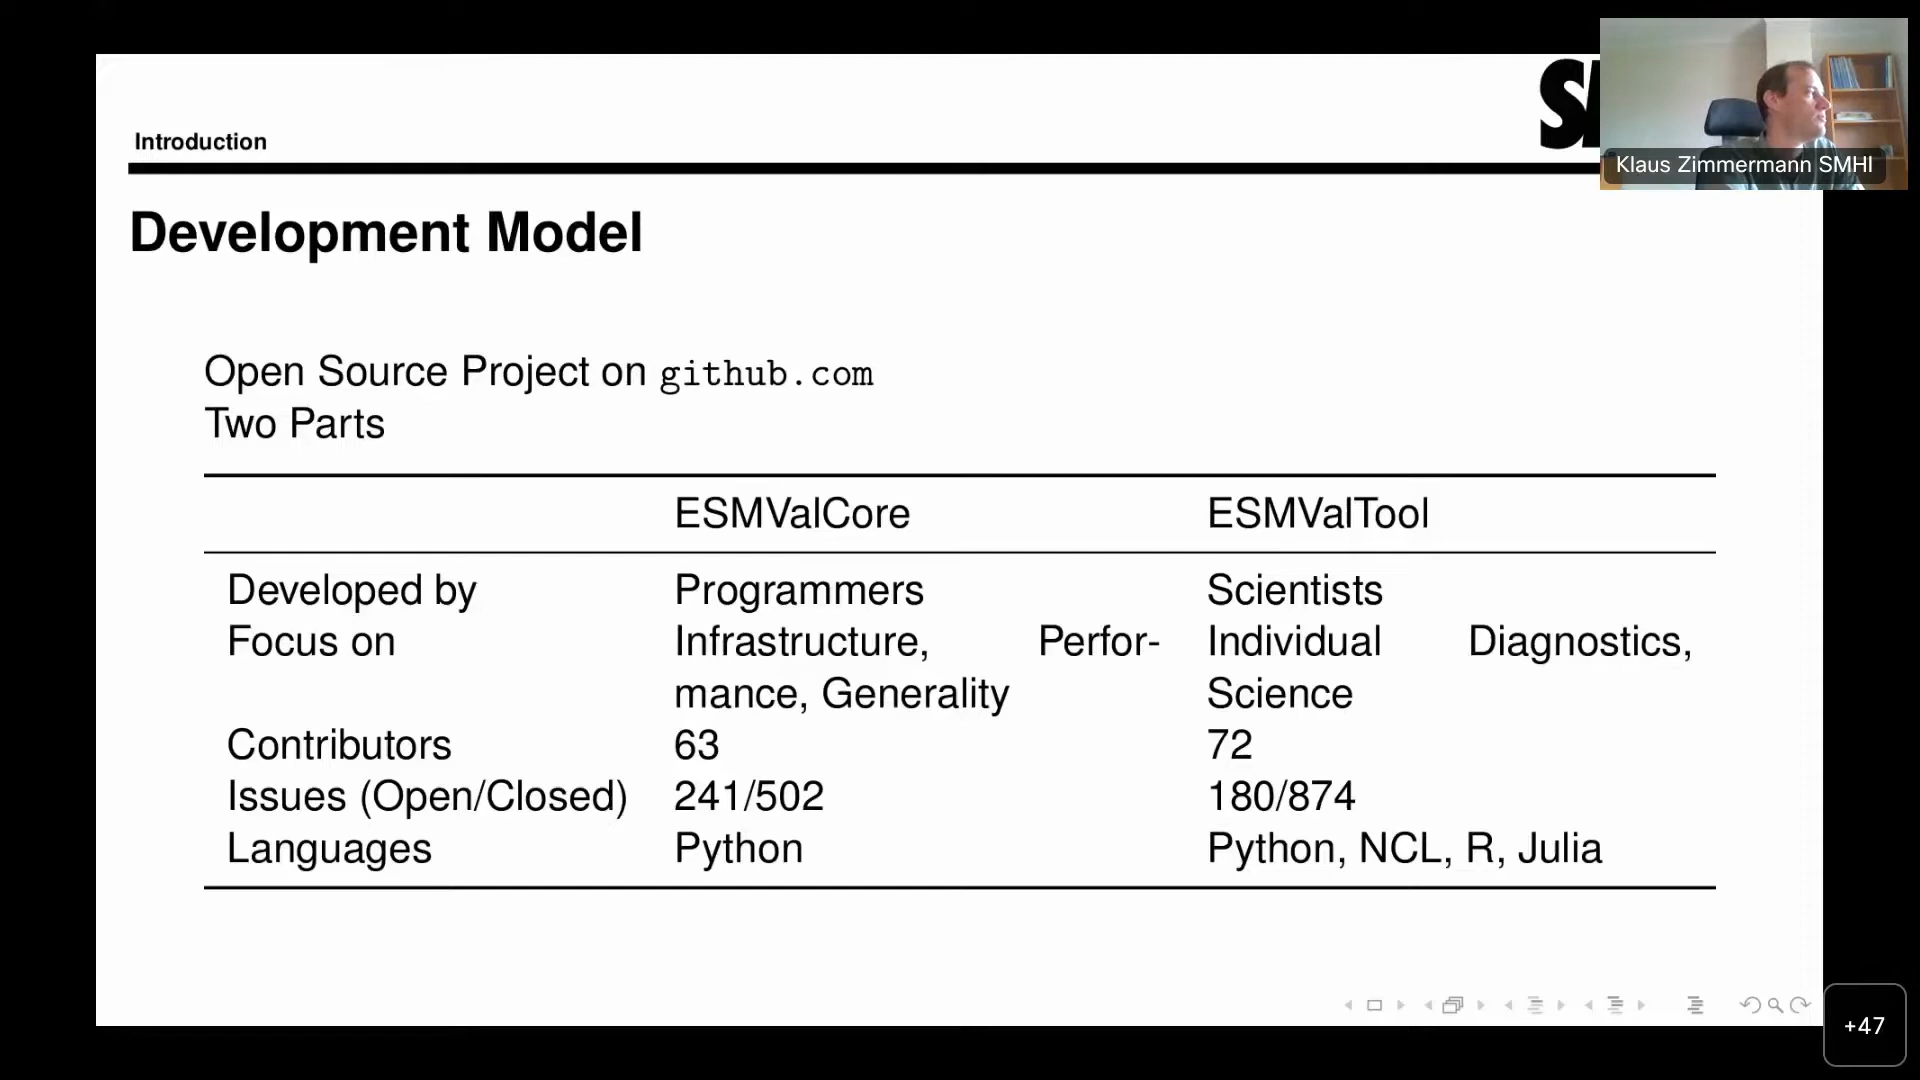 Introduction
Klaus Zimmermann SMHI
Development Model
Open Source Project on github.com
Two Parts
ESMValCore ESMValTool
Developed by Programmers Scientists
Focus on Infrastructure, Perfor- Individual Diagnostics,
mance, Generality Science
Contributors 63 72
Issues (Open/Closed) 241/502 180/874
Languages Python Python, NCL, R, Julia
+47